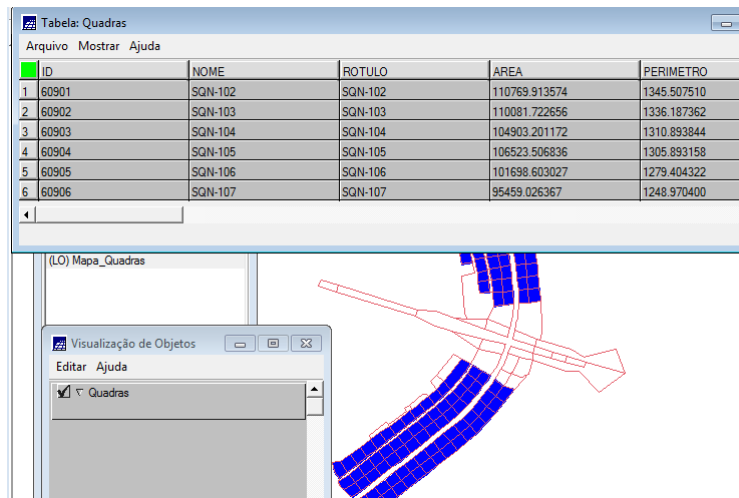 Tabela: Quadras
Arquivo Mostrar Ajuda
ID NOME ROTULO AREA PERIMETRO
1 60901 SQN-102 SQN-102 110769.913574 1345.507510
2 60902 SQN-103 SQN-103 110081.722656 1336.187362
3 60903 SQN-104 SQN-104 104903.201172 1310.893844
4 60904 SQN-105 SQN-105 106523.506836 1305.893158
5 60905 SQN-106 SQN-106 101698.603027 1279.404322
6 60906 SQN-107 SQN-107 95459.026367 1248.970400
(LO) Mapa_Quadras
Visualização de Objetos
Editar Ajuda
Quadras